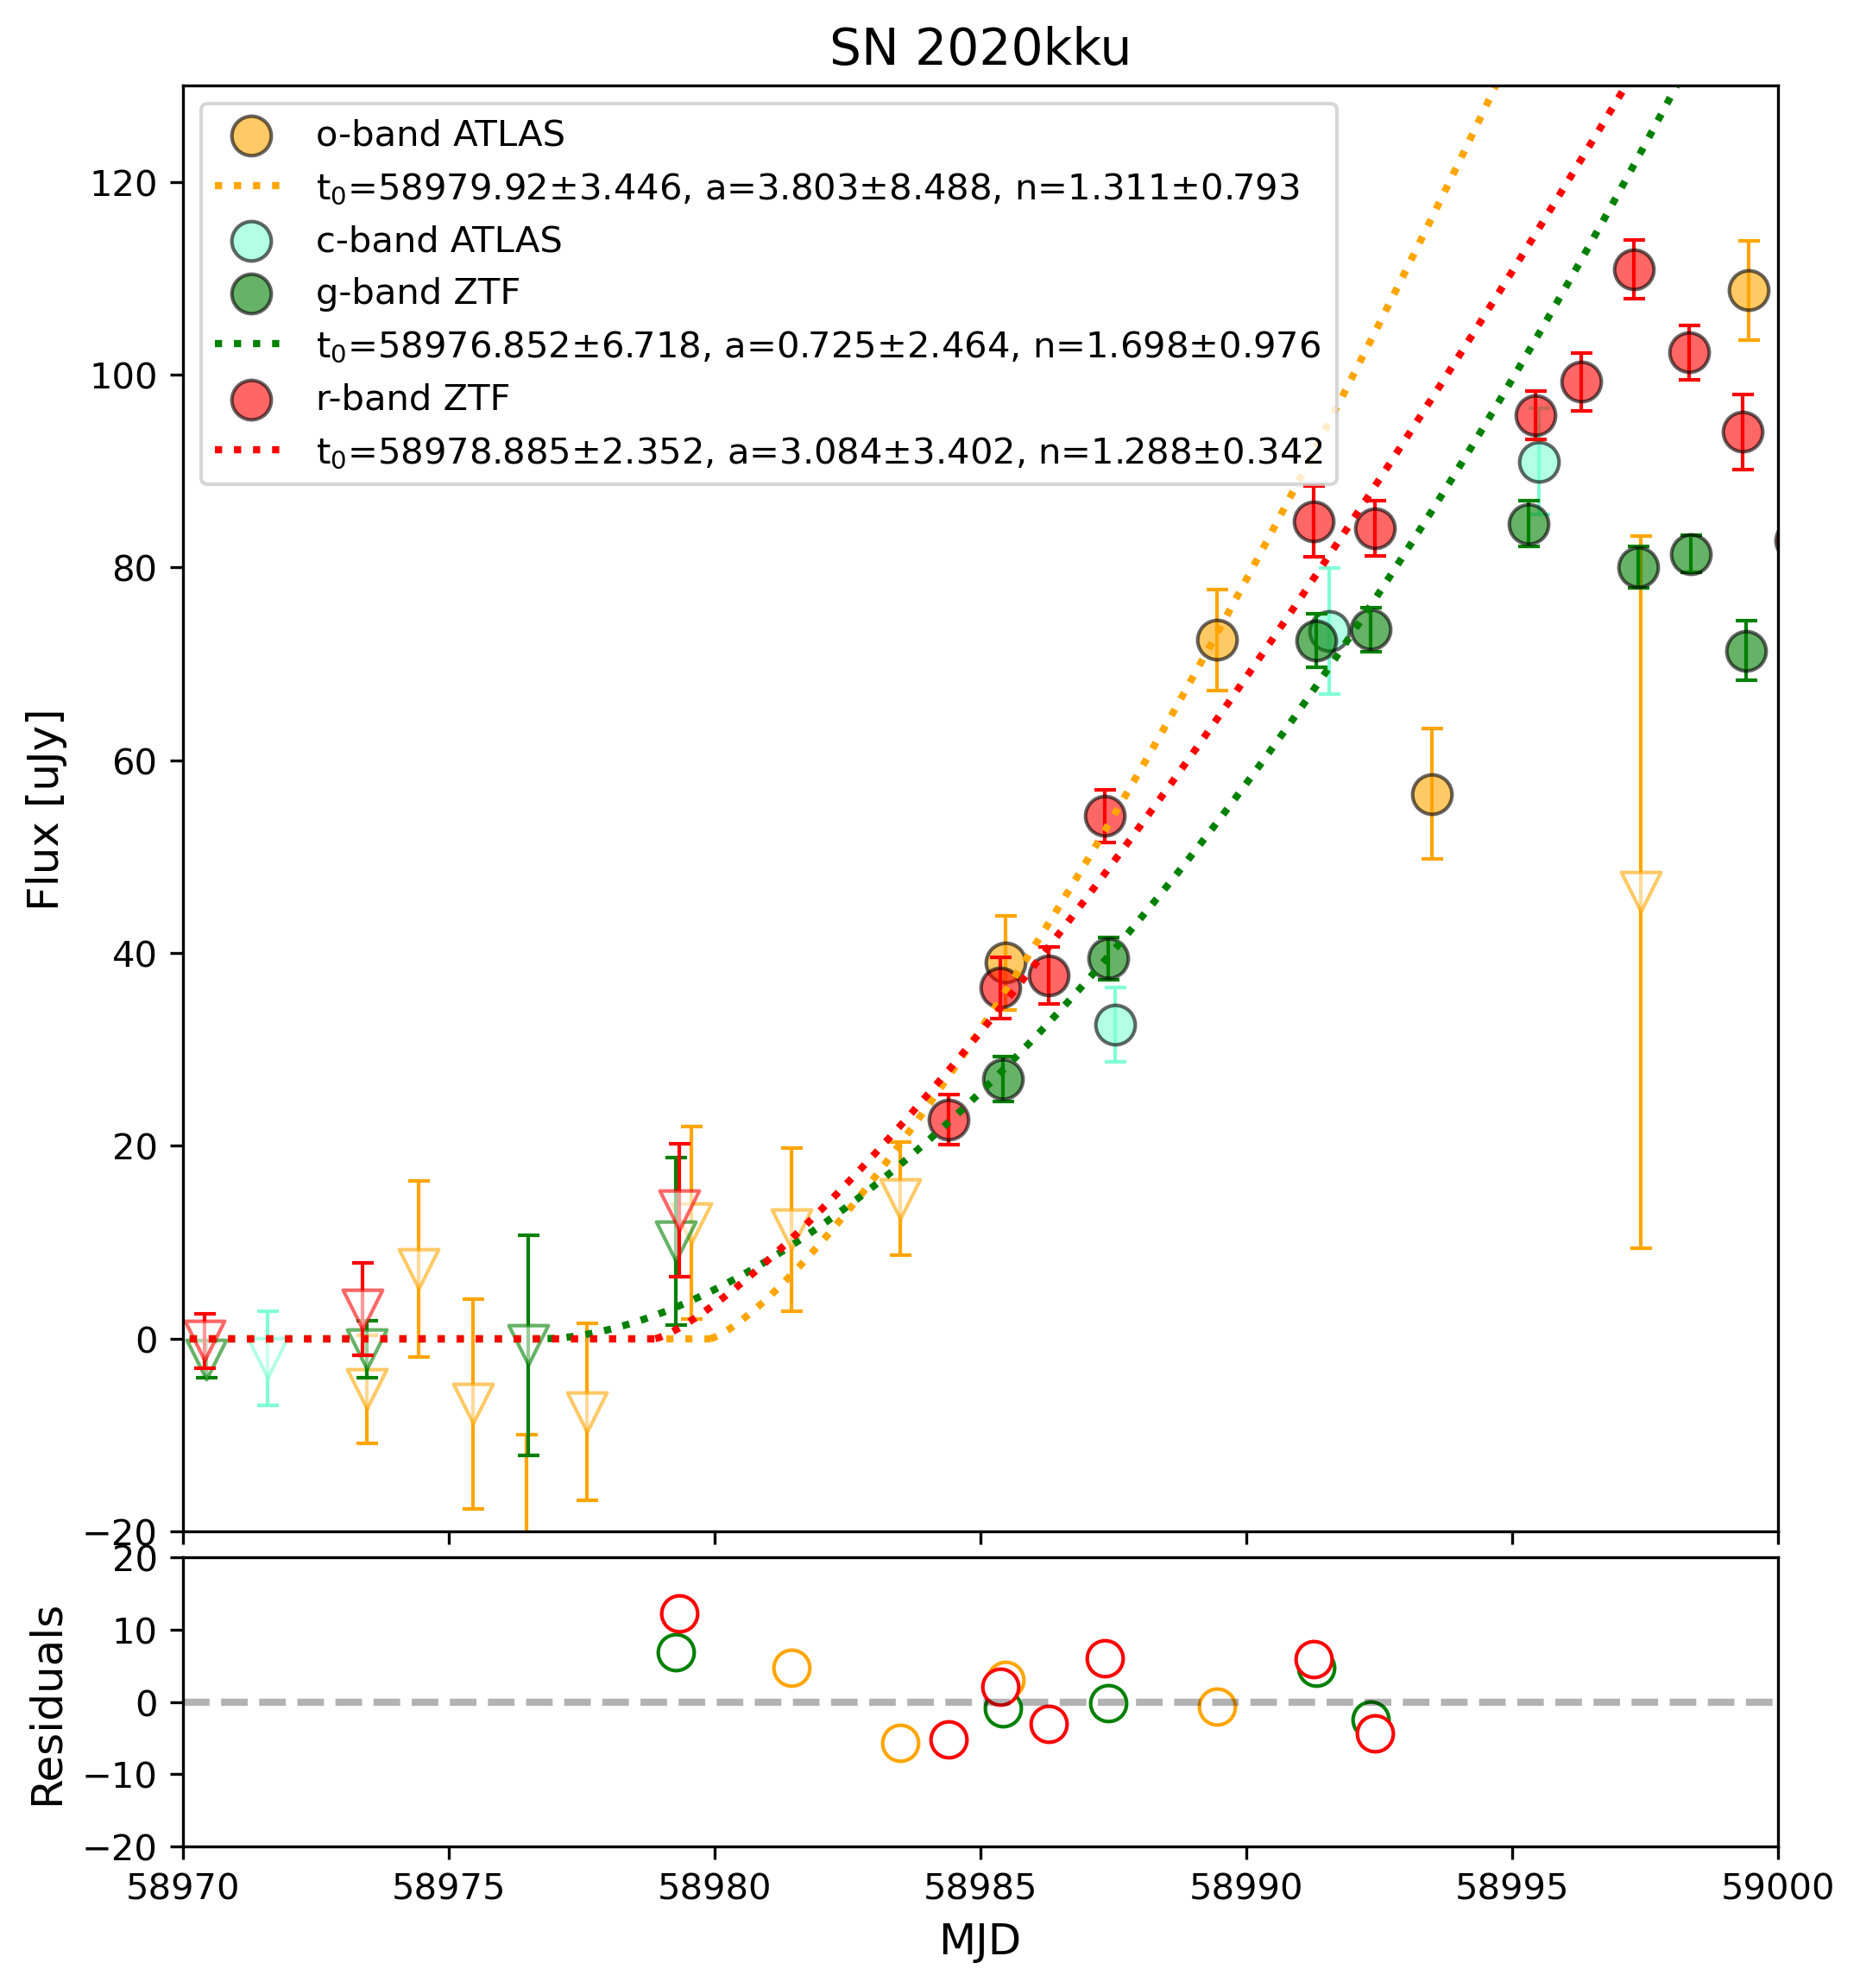 SN 2020kku
o-band ATLAS
t₀=58979.92±3.446, a=3.803±8.488, n=1.311±0.793
c-band ATLAS
g-band ZTF
t₀=58976.852±6.718, a=0.725±2.464, n=1.698±0.976
r-band ZTF
t₀=58978.885±2.352, a=3.084±3.402, n=1.288±0.342
Flux [uJy]
120
100
80
60
40
20
0
−20
Residuals
20
10
0
−10
−20
58970 58975 58980 58985 58990 58995 59000
MJD